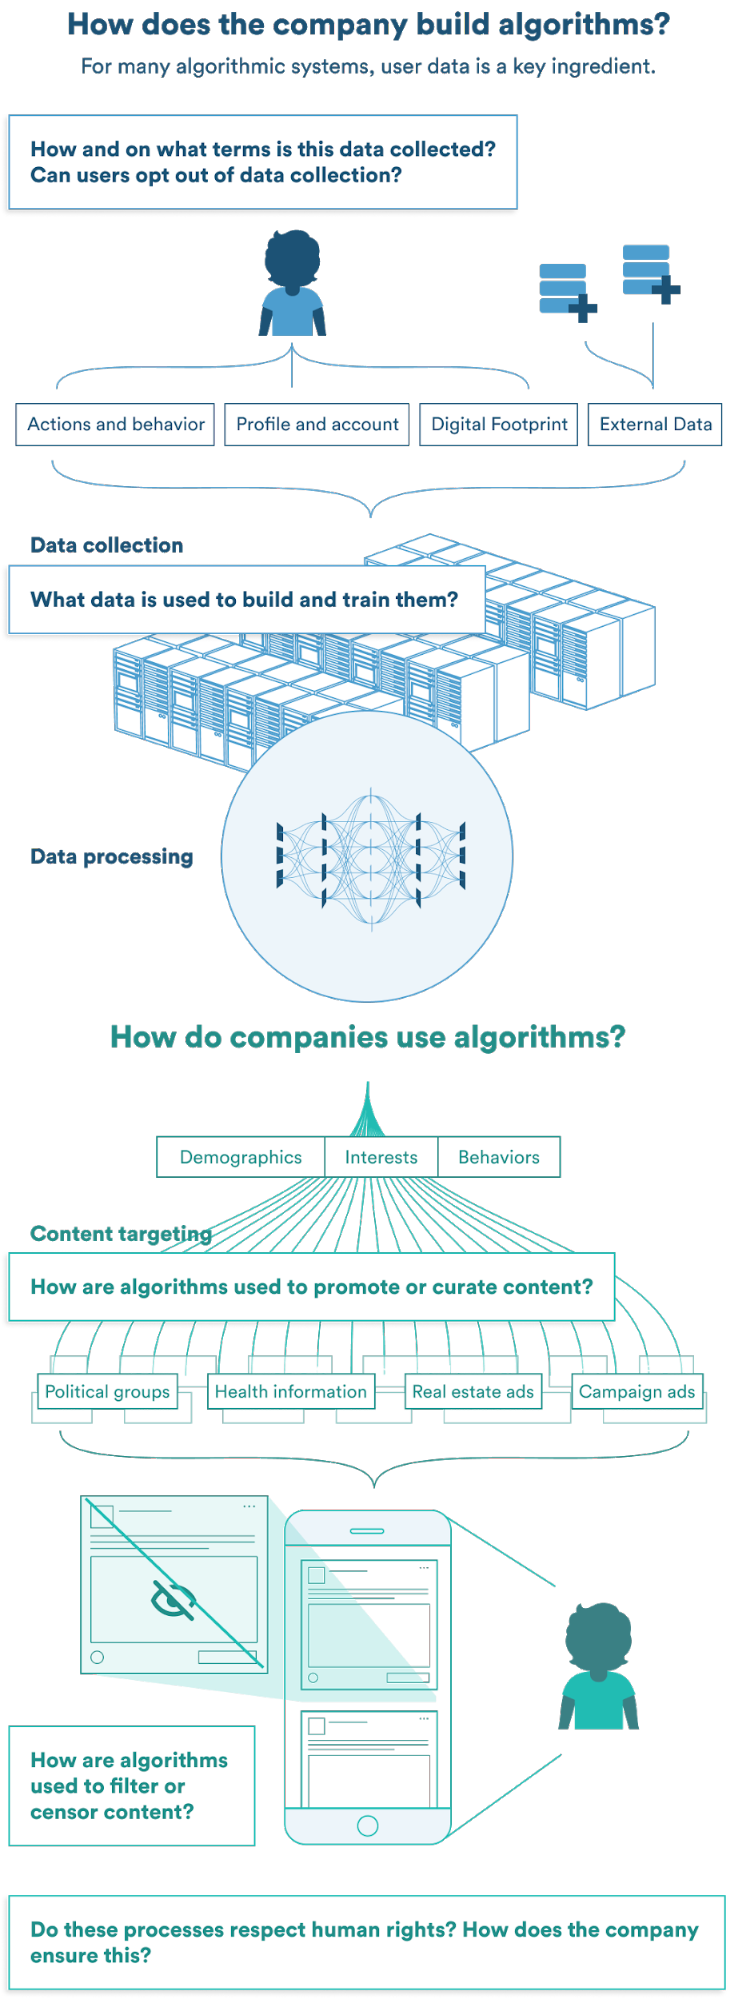 How does the company build algorithms?
For many algorithmic systems, user data is a key ingredient.
How and on what terms is this data collected?
Can users opt out of data collection?
Actions and behavior
Profile and account
Digital Footprint
External Data
Data collection
What data is used to build and train them?
Data processing
How do companies use algorithms?
Demographics
Interests
Behaviors
Content targeting
How are algorithms used to promote or curate content?
Political groups
Health information
Real estate ads
Campaign ads
How are algorithms
used to filter or
censor content?
Do these processes respect human rights? How does the company
ensure this?